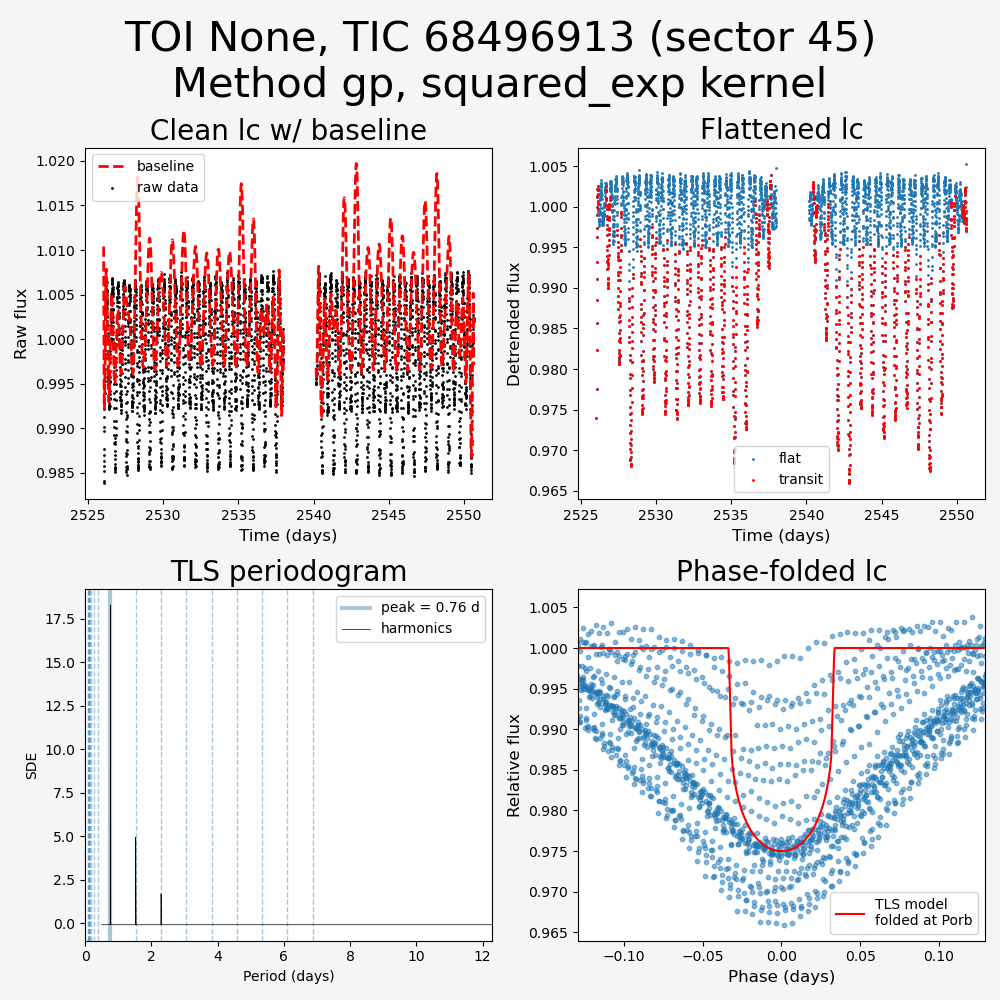 TOI None, TIC 68496913 (sector 45)
Method gp, squared_exp kernel
Clean lc w/ baseline
1.020
1.015
1.010
1.005
1.000
0.995
0.990
0.985
Raw flux
baseline
raw data
2525
2530
2535
2540
2545
2550
Time (days)
Flattened lc
1.005
1.000
0.995
0.990
0.985
0.980
0.975
0.970
0.965
Detrended flux
flat
transit
2525
2530
2535
2540
2545
2550
Time (days)
TLS periodogram
17.5
15.0
12.5
10.0
7.5
5.0
2.5
0.0
SDE
peak = 0.76 d
harmonics
0
2
4
6
8
10
12
Period (days)
Phase-folded lc
1.005
1.000
0.995
0.990
0.985
0.980
0.975
0.970
0.965
Relative flux
TLS model
folded at Porb
−0.10
−0.05
0.00
0.05
0.10
Phase (days)